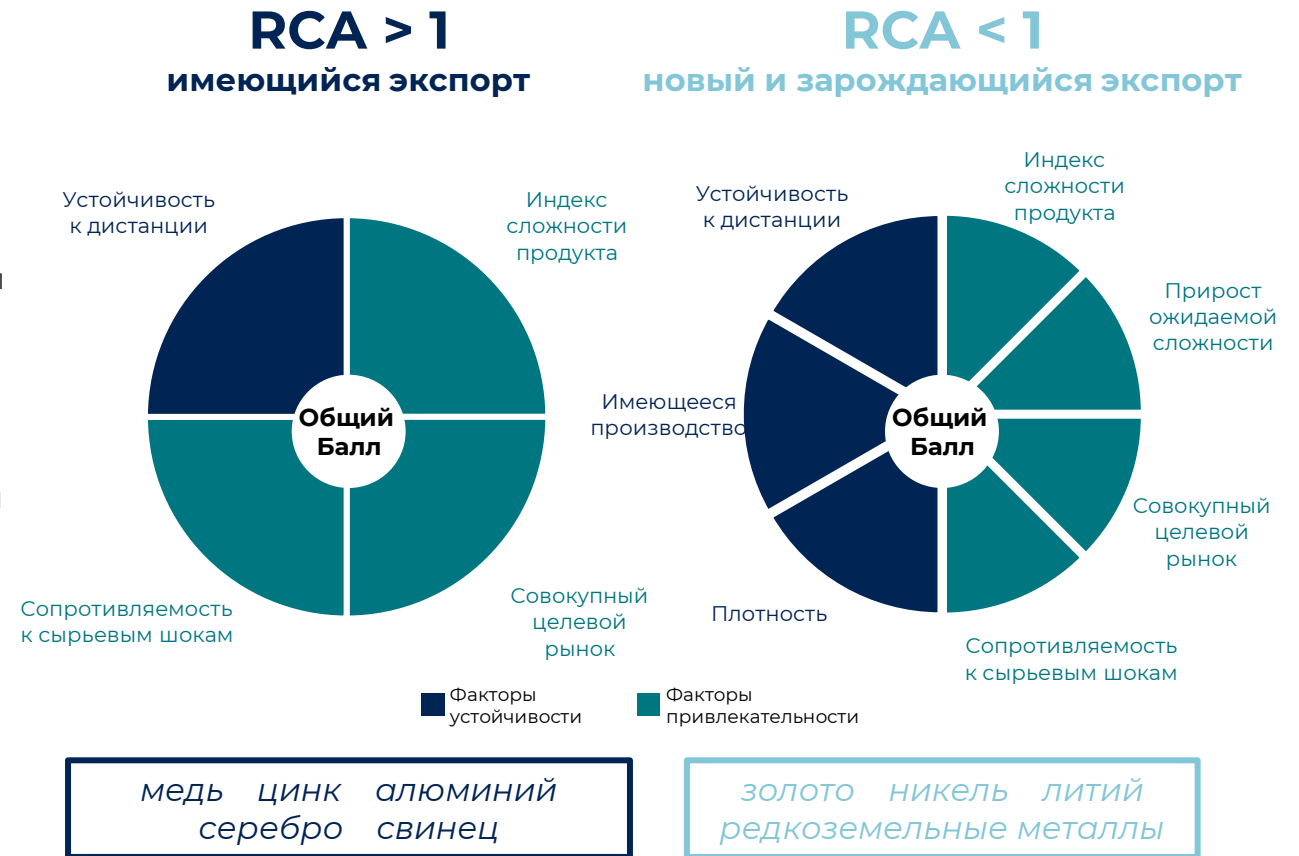 RCA > 1
имеющийся экспорт
Устойчивость
к дистанции
Индекс
сложности
продукта
Общий
Балл
Сопротивляемость
к сырьевым шокам
Совокупный
целевой
рынок
RCA < 1
новый и зарождающийся экспорт
Устойчивость
к дистанции
Индекс
сложности
продукта
Прирост
ожидаемой
сложности
Имеющееся
производство
Общий
Балл
Совокупный
целевой
рынок
Плотность
Сопротивляемость
к сырьевым шокам
Факторы
устойчивости
Факторы
привлекательности
медь цинк алюминий
серебро свинец
золото никель литий
редкоземельные металлы